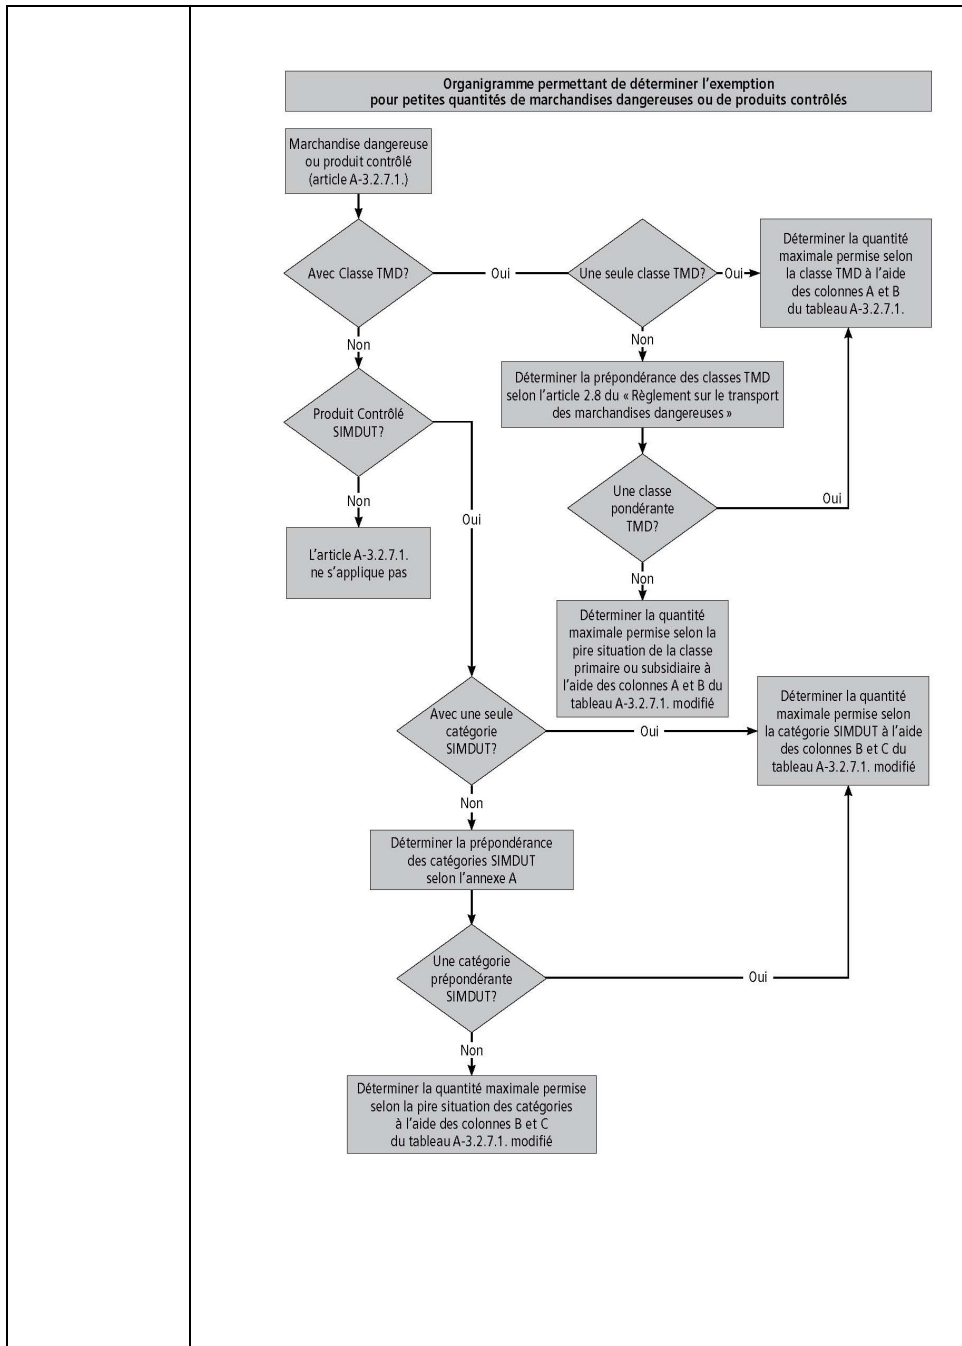 Organigramme permettant de déterminer l'exemption
pour petites quantités de marchandises dangereuses ou de produits contrôlés
Marchandise dangereuse
ou produit contrôlé
(article A-3.2.7.1.)
Avec Classe TMD?
Oui
Une seule classe TMD?
Oui
Déterminer la quantité
maximale permise selon
la classe TMD à l'aide
des colonnes A et B
du tableau A-3.2.7.1.
Non
Non
Déterminer la prépondérance des classes TMD
selon l'article 2.8 du « Règlement sur le transport
des marchandises dangereuses »
Produit Contrôlé
SIMDUT?
Une classe
pondérante
TMD?
Oui
Non
Oui
L'article A-3.2.7.1.
ne s'applique pas
Non
Déterminer la quantité
maximale permise selon la
pire situation de la classe
primaire ou subsidiaire à
l'aide des colonnes A et B du
tableau A-3.2.7.1. modifié
Avec une seule
catégorie
SIMDUT?
Oui
Déterminer la quantité
maximale permise selon
la catégorie SIMDUT à l'aide
des colonnes B et C du
tableau A-3.2.7.1. modifié
Non
Déterminer la prépondérance
des catégories SIMDUT
selon l'annexe A
Une catégorie
prépondérante
SIMDUT?
Oui
Non
Déterminer la quantité maximale permise
selon la pire situation des catégories
à l'aide des colonnes B et C
du tableau A-3.2.7.1. modifié